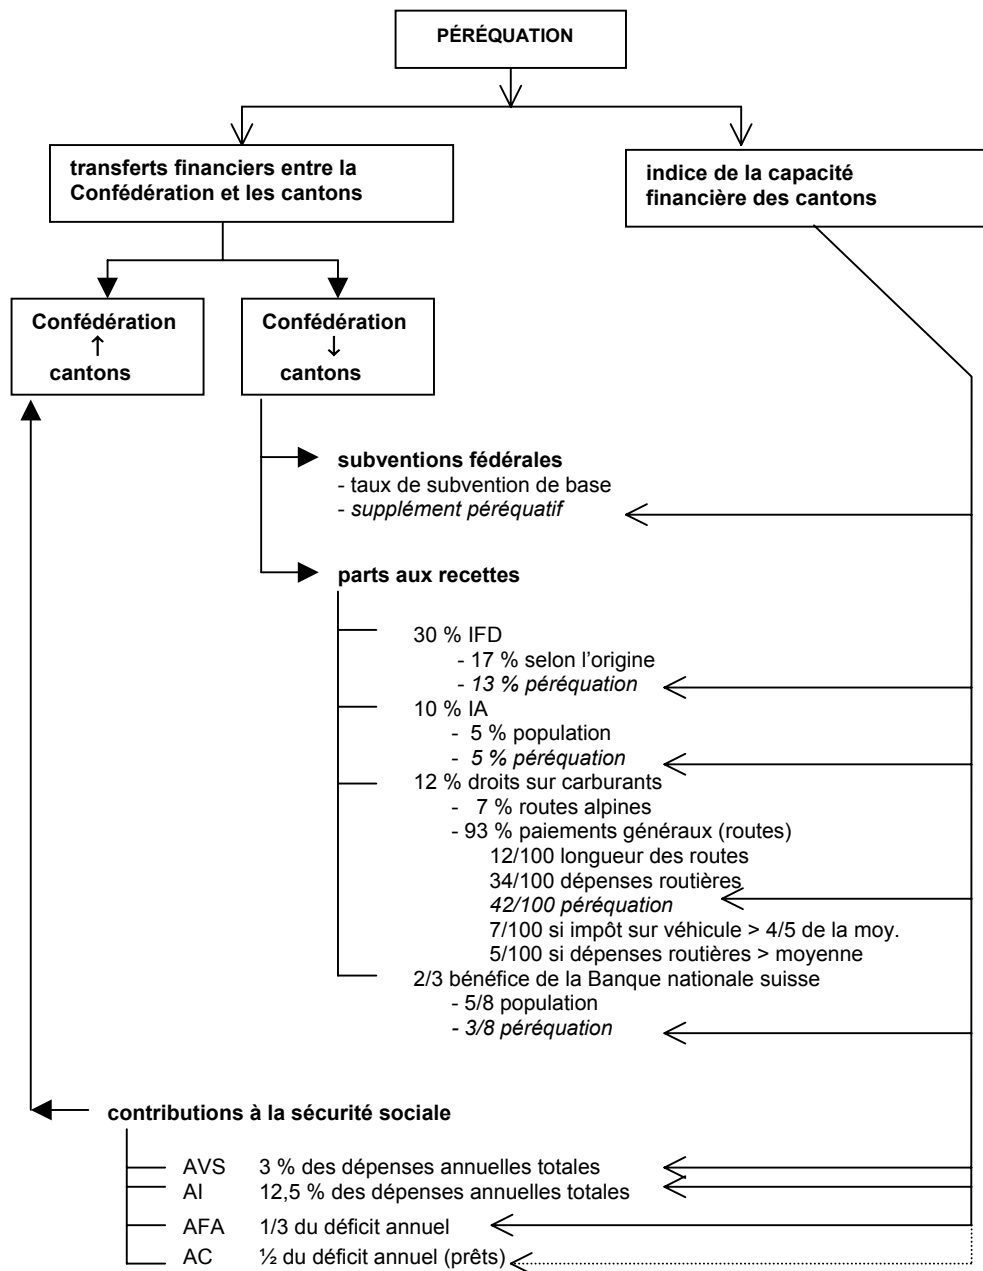 PÉRÉQUATION
transferts financiers entre la
Confédération et les cantons
indice de la capacité
financière des cantons
Confédération
↑
cantons
Confédération
↓
cantons
subventions fédérales
- taux de subvention de base
- supplément péréquatif
parts aux recettes
30 % IFD
- 17 % selon l'origine
- 13 % péréquation
10 % IA
- 5 % population
- 5 % péréquation
12 % droits sur carburants
- 7 % routes alpines
- 93 % paiements généraux (routes)
12/100 longueur des routes
34/100 dépenses routières
42/100 péréquation
7/100 si impôt sur véhicule > 4/5 de la moy.
5/100 si dépenses routières > moyenne
2/3 bénéfice de la Banque nationale suisse
- 5/8 population
- 3/8 péréquation
contributions à la sécurité sociale
AVS 3 % des dépenses annuelles totales
AI 12,5 % des dépenses annuelles totales
AFA 1/3 du déficit annuel
AC ½ du déficit annuel (prêts)